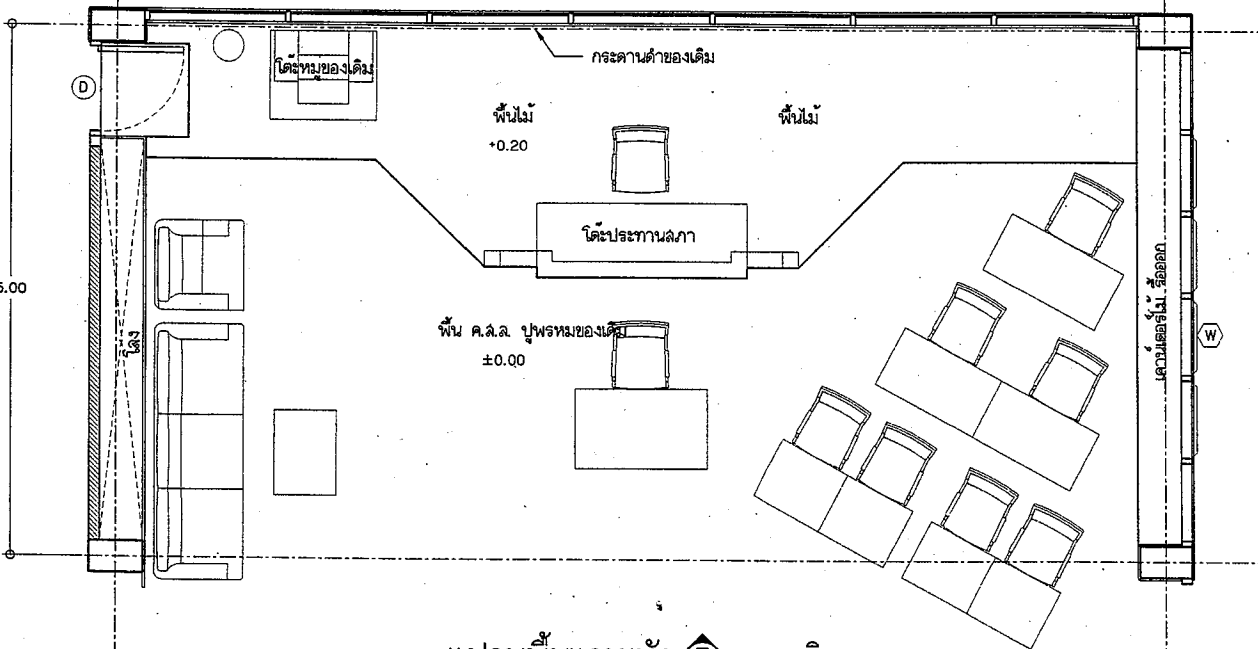 กระดานดำของเดิม
โต๊ะหมู่ของเดิม
D
พื้นไม้
+0.20
พื้นไม้
โต๊ะประทานสภา
พื้น ค.ส.ล. ปูพรหมของเดิม
±0.00
โล่ง
เคาน์เตอร์ไม้ รื้อออก
W